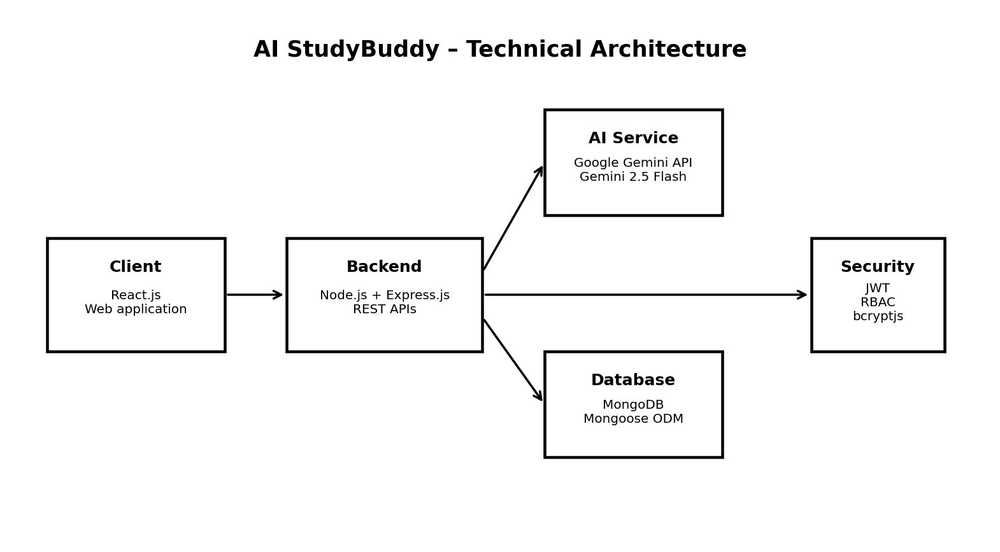 AI StudyBuddy – Technical Architecture
AI Service
Google Gemini API
Gemini 2.5 Flash
Client
React.js
Web application
Backend
Node.js + Express.js
REST APIs
Security
JWT
RBAC
bcryptjs
Database
MongoDB
Mongoose ODM